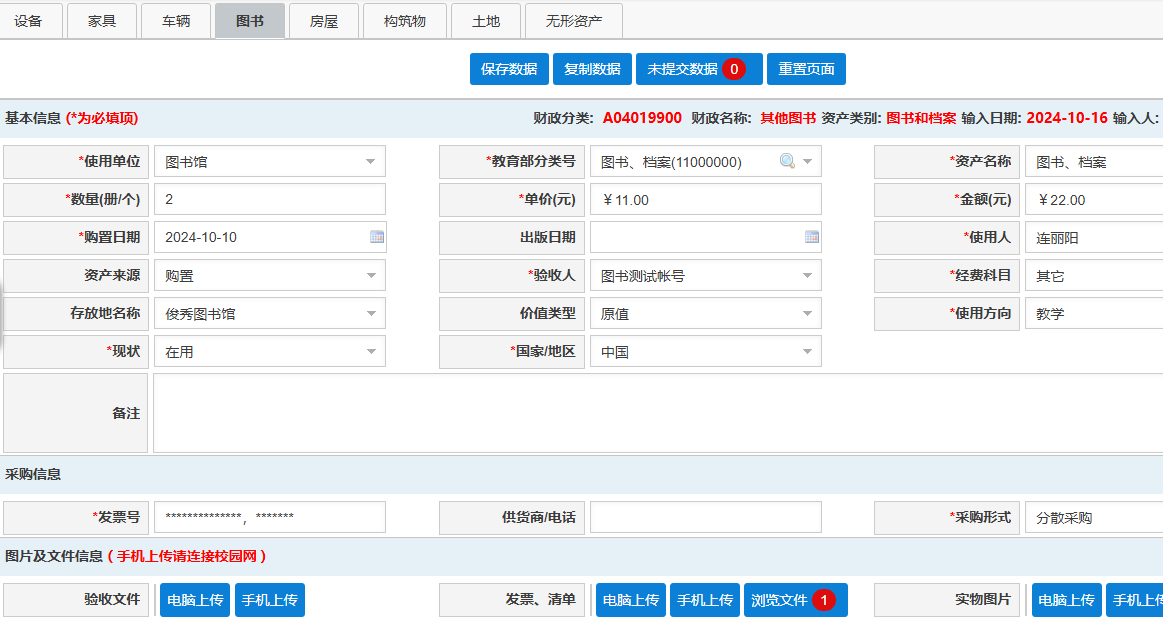 设备 家具 车辆 图书 房屋 构筑物 土地 无形资产
保存数据 复制数据 未提交数据 0 重置页面
基本信息 (*为必填项) 财政分类: A04019900 财政名称: 其他图书 资产类别: 图书和档案 输入日期: 2024-10-16 输入人:
*使用单位 图书馆 *教育部分类号 图书、档案(11000000) *资产名称 图书、档案
*数量(册/个) 2 *单价(元) ￥11.00 *金额(元) ￥22.00
*购置日期 2024-10-10 出版日期 *使用人 连丽阳
资产来源 购置 *验收人 图书测试帐号 *经费科目 其它
存放地名称 俊秀图书馆 价值类型 原值 *使用方向 教学
*现状 在用 *国家/地区 中国
备注
采购信息
*发票号 **************，******* 供货商/电话 *采购形式 分散采购
图片及文件信息 ( 手机上传请连接校园网 )
验收文件 电脑上传 手机上传 发票、清单 电脑上传 手机上传 浏览文件 1 实物图片 电脑上传 手机上传